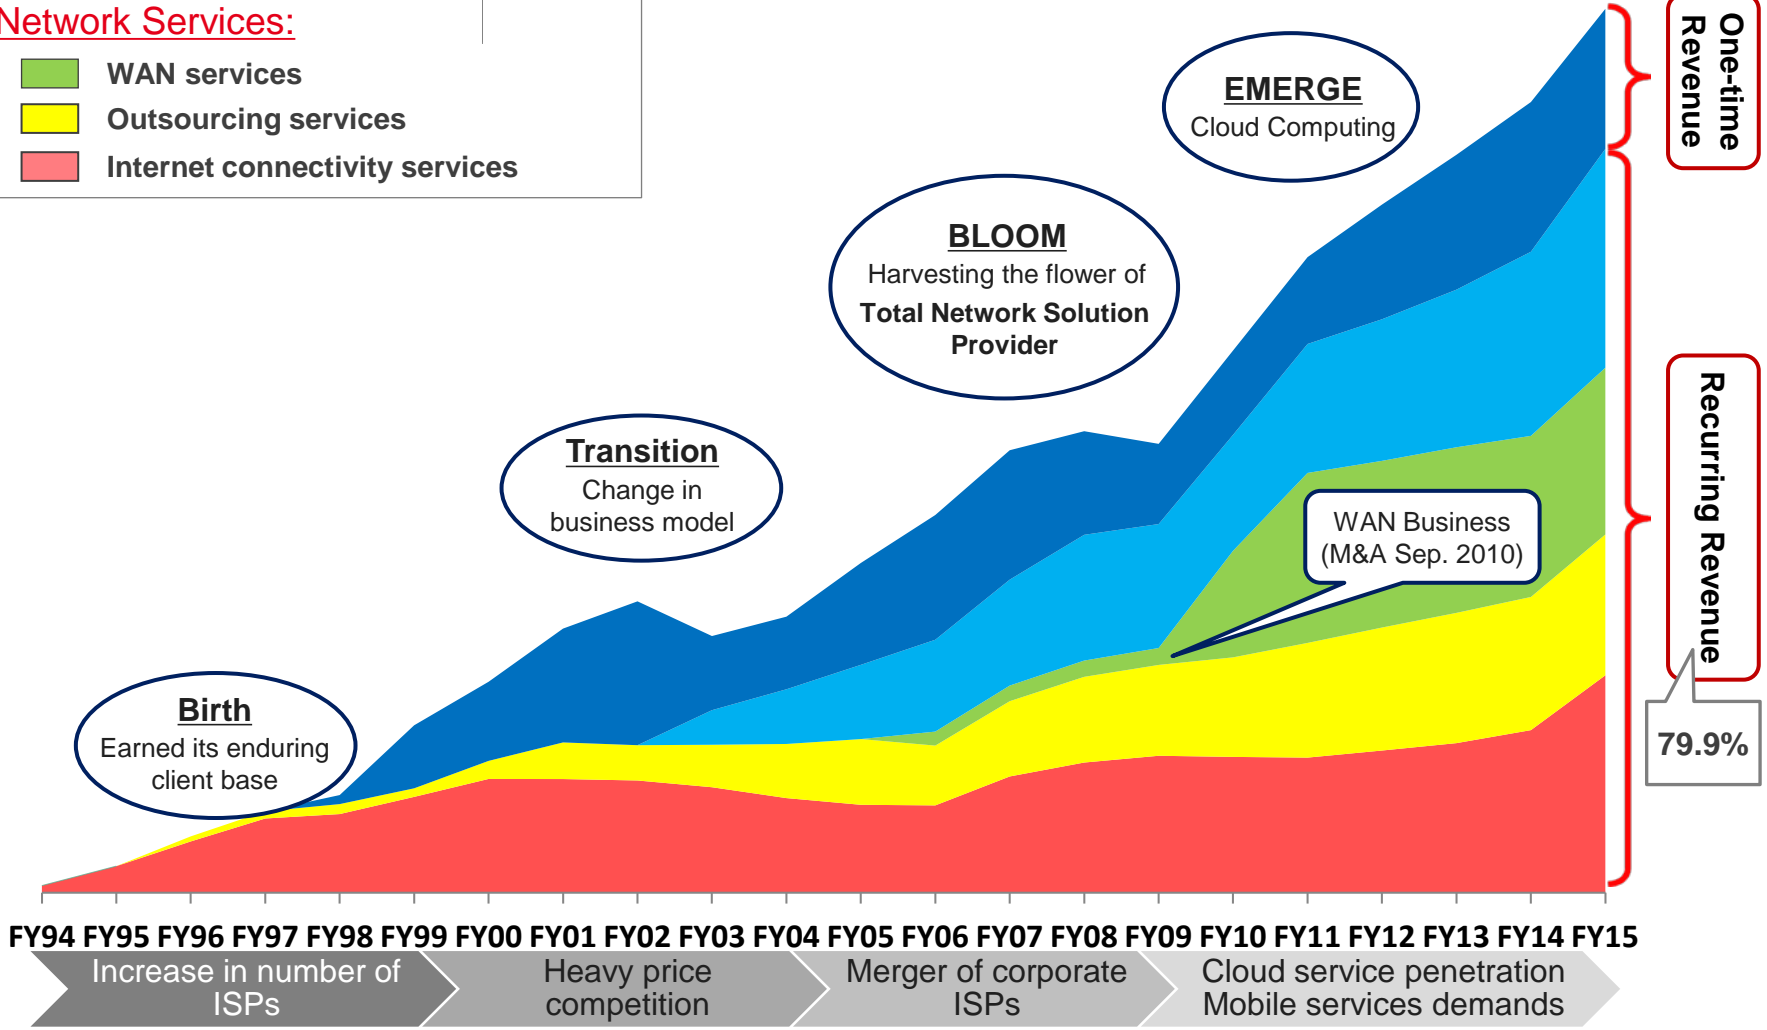 Network Services:
WAN services
Outsourcing services
Internet connectivity services
EMERGE
Cloud Computing
BLOOM
Harvesting the flower of
Total Network Solution
Provider
Transition
Change in
business model
Birth
Earned its enduring
client base
WAN Business
(M&A Sep. 2010)
One-time
Revenue
Recurring Revenue
79.9%
FY94 FY95 FY96 FY97 FY98 FY99 FY00 FY01 FY02 FY03 FY04 FY05 FY06 FY07 FY08 FY09 FY10 FY11 FY12 FY13 FY14 FY15
Increase in number of
ISPs
Heavy price
competition
Merger of corporate
ISPs
Cloud service penetration
Mobile services demands